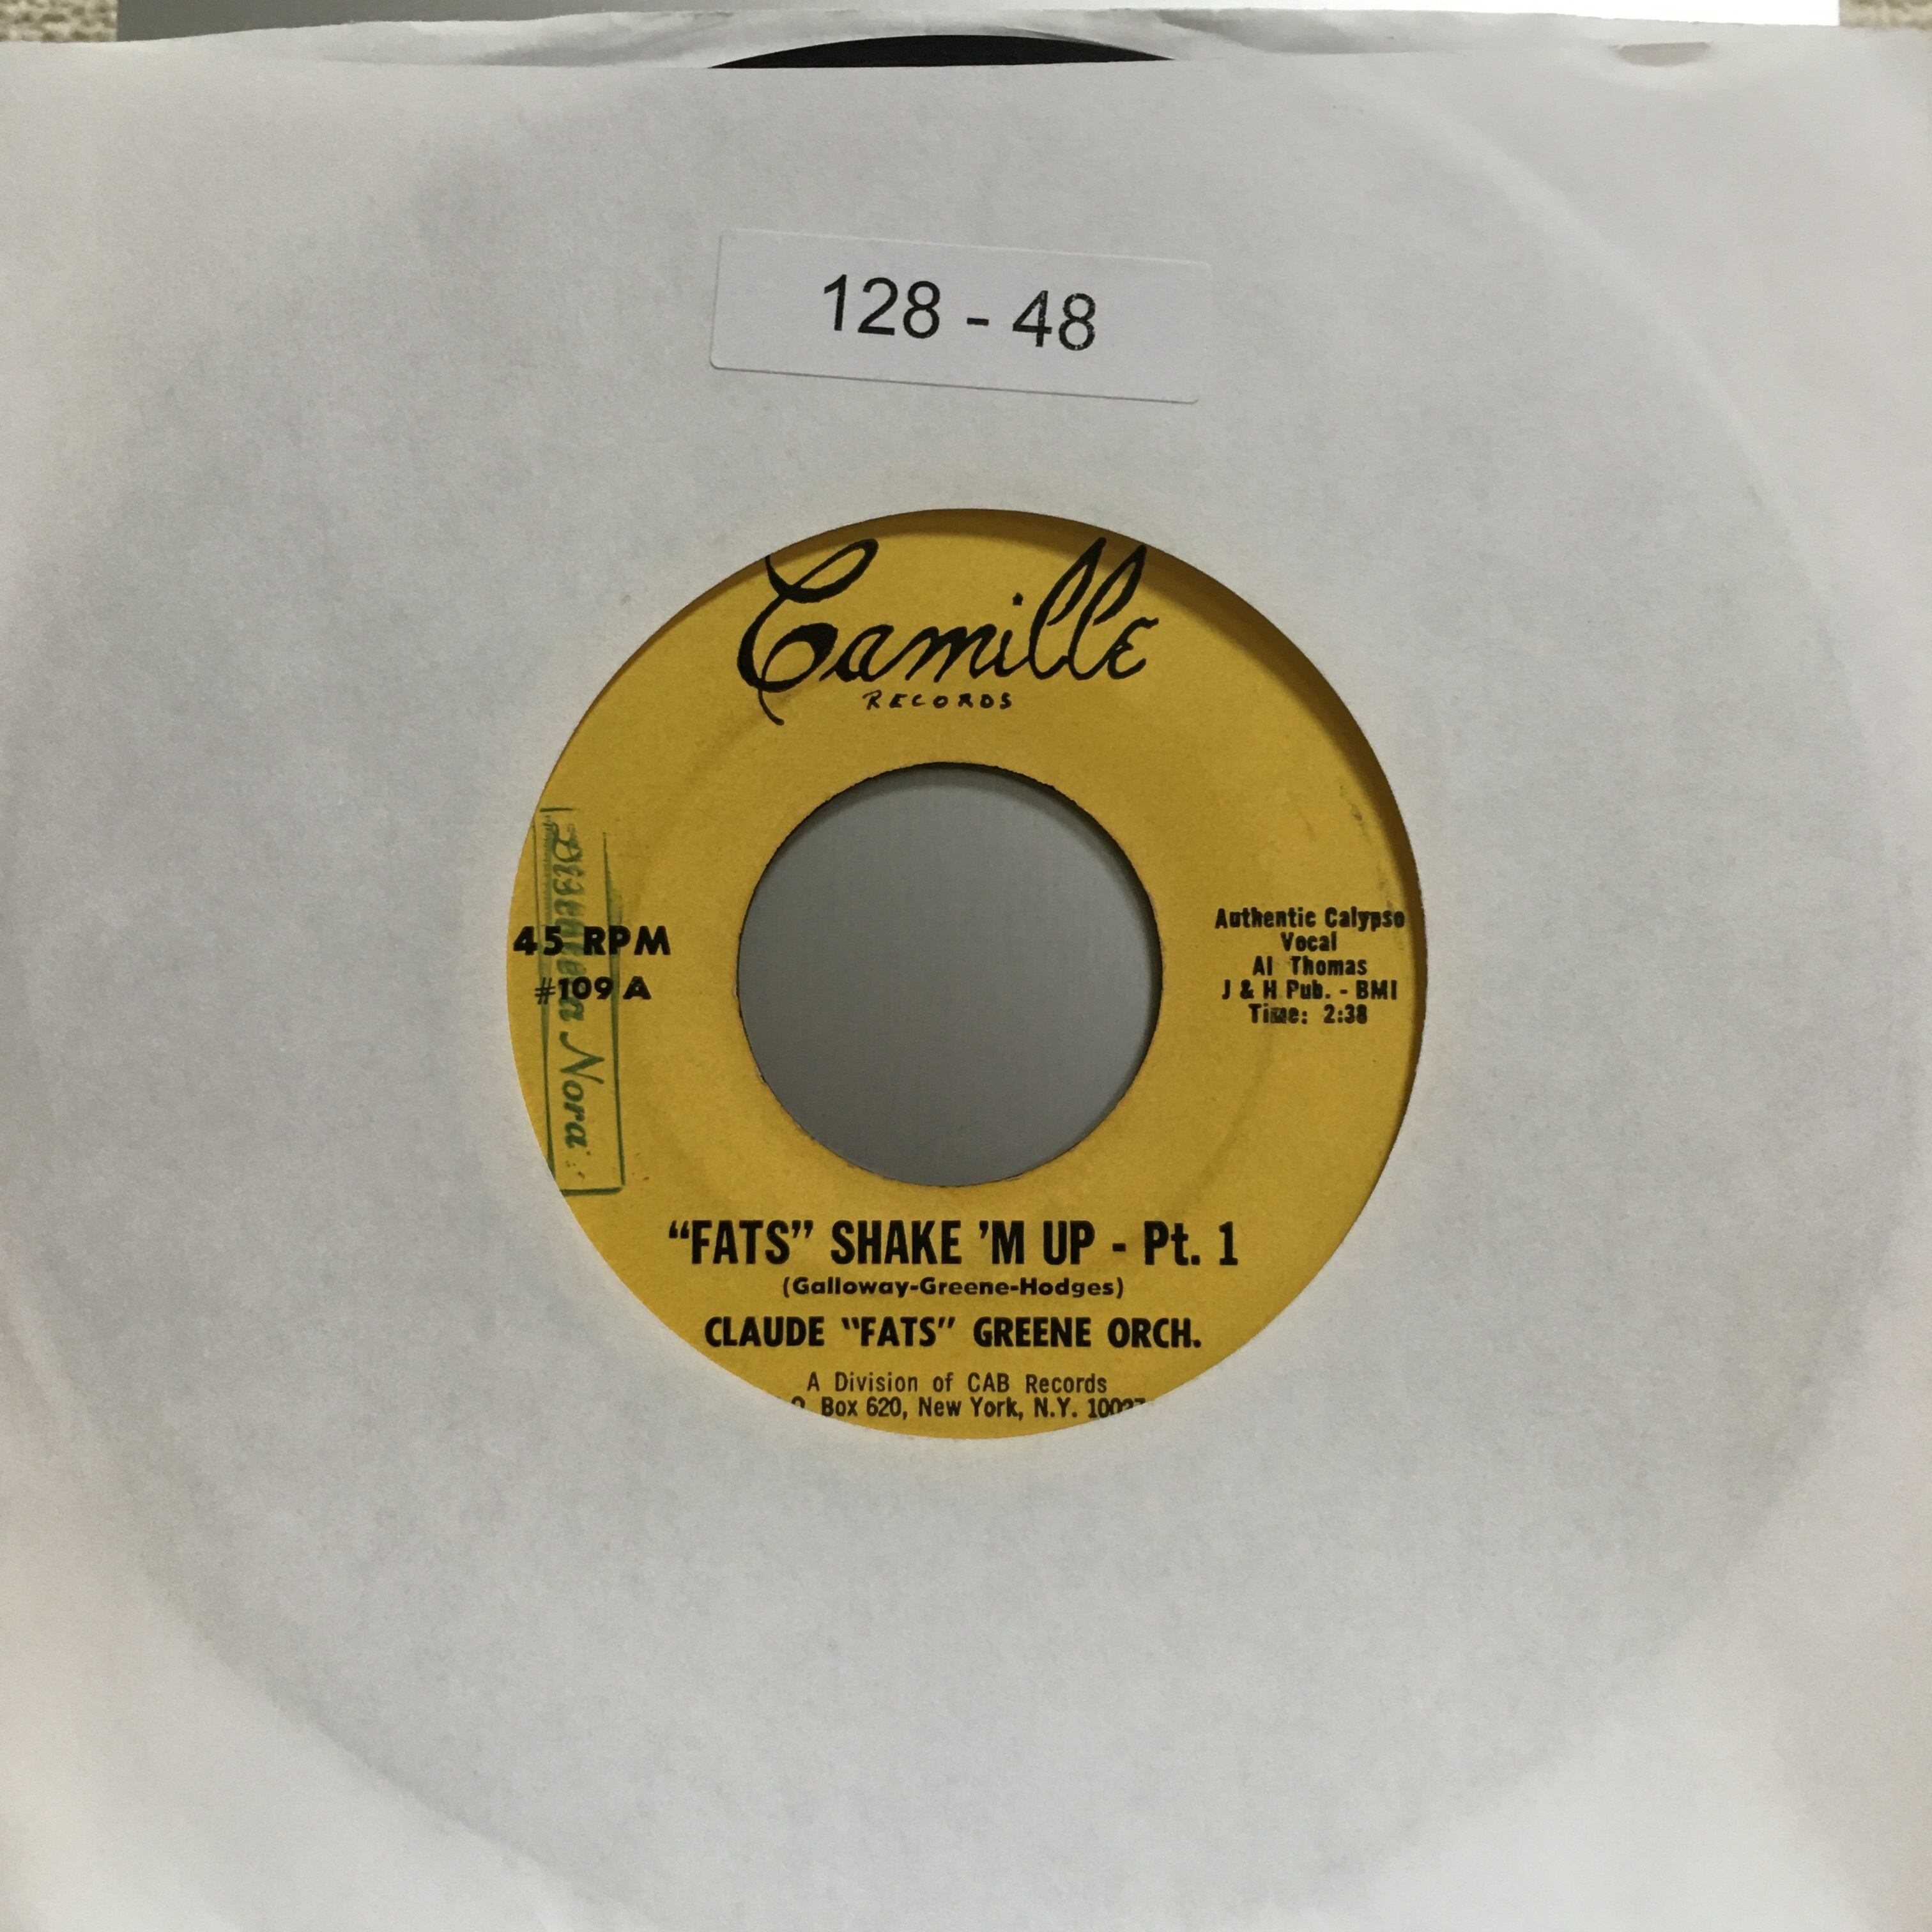 128 - 48
Camille
RECORDS
45 RPM
#109 A
Nora
Authentic Calypso
Vocal
Al Thomas
J & H Pub. - BMI
Time: 2:38
“FATS” SHAKE ’M UP - Pt. 1
(Galloway-Greene-Hodges)
CLAUDE "FATS" GREENE ORCH.
A Division of CAB Records
Box 620, New York, N.Y.